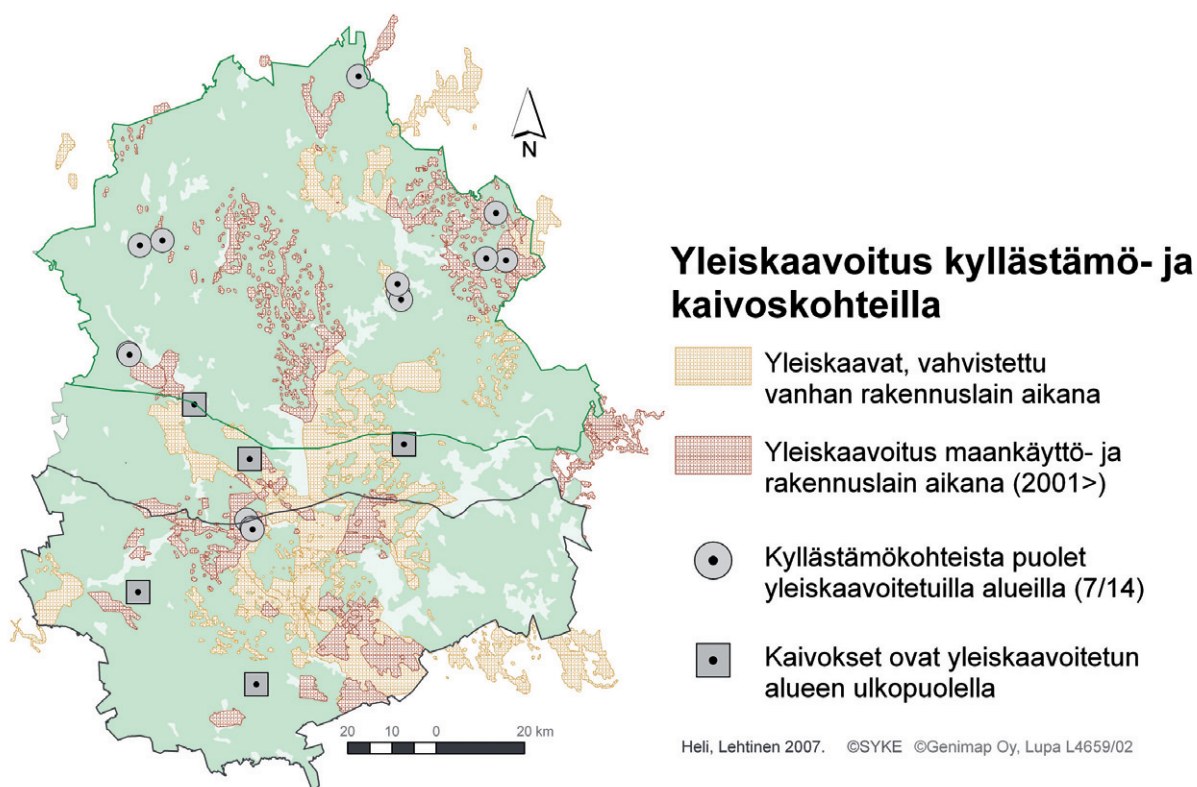 N
Yleiskaavoitus kyllästämö- ja
kaivoskohteilla
Yleiskaavat, vahvistettu
vanhan rakennuslain aikana
Yleiskaavoitus maankäyttö- ja
rakennuslain aikana (2001>)
Kyllästämökohteista puolet
yleiskaavoitetuilla alueilla (7/14)
Kaivokset ovat yleiskaavoitetun
alueen ulkopuolella
20 10 0 20 km
Heli, Lehtinen 2007. ©SYKE ©Genimap Oy, Lupa L4659/02